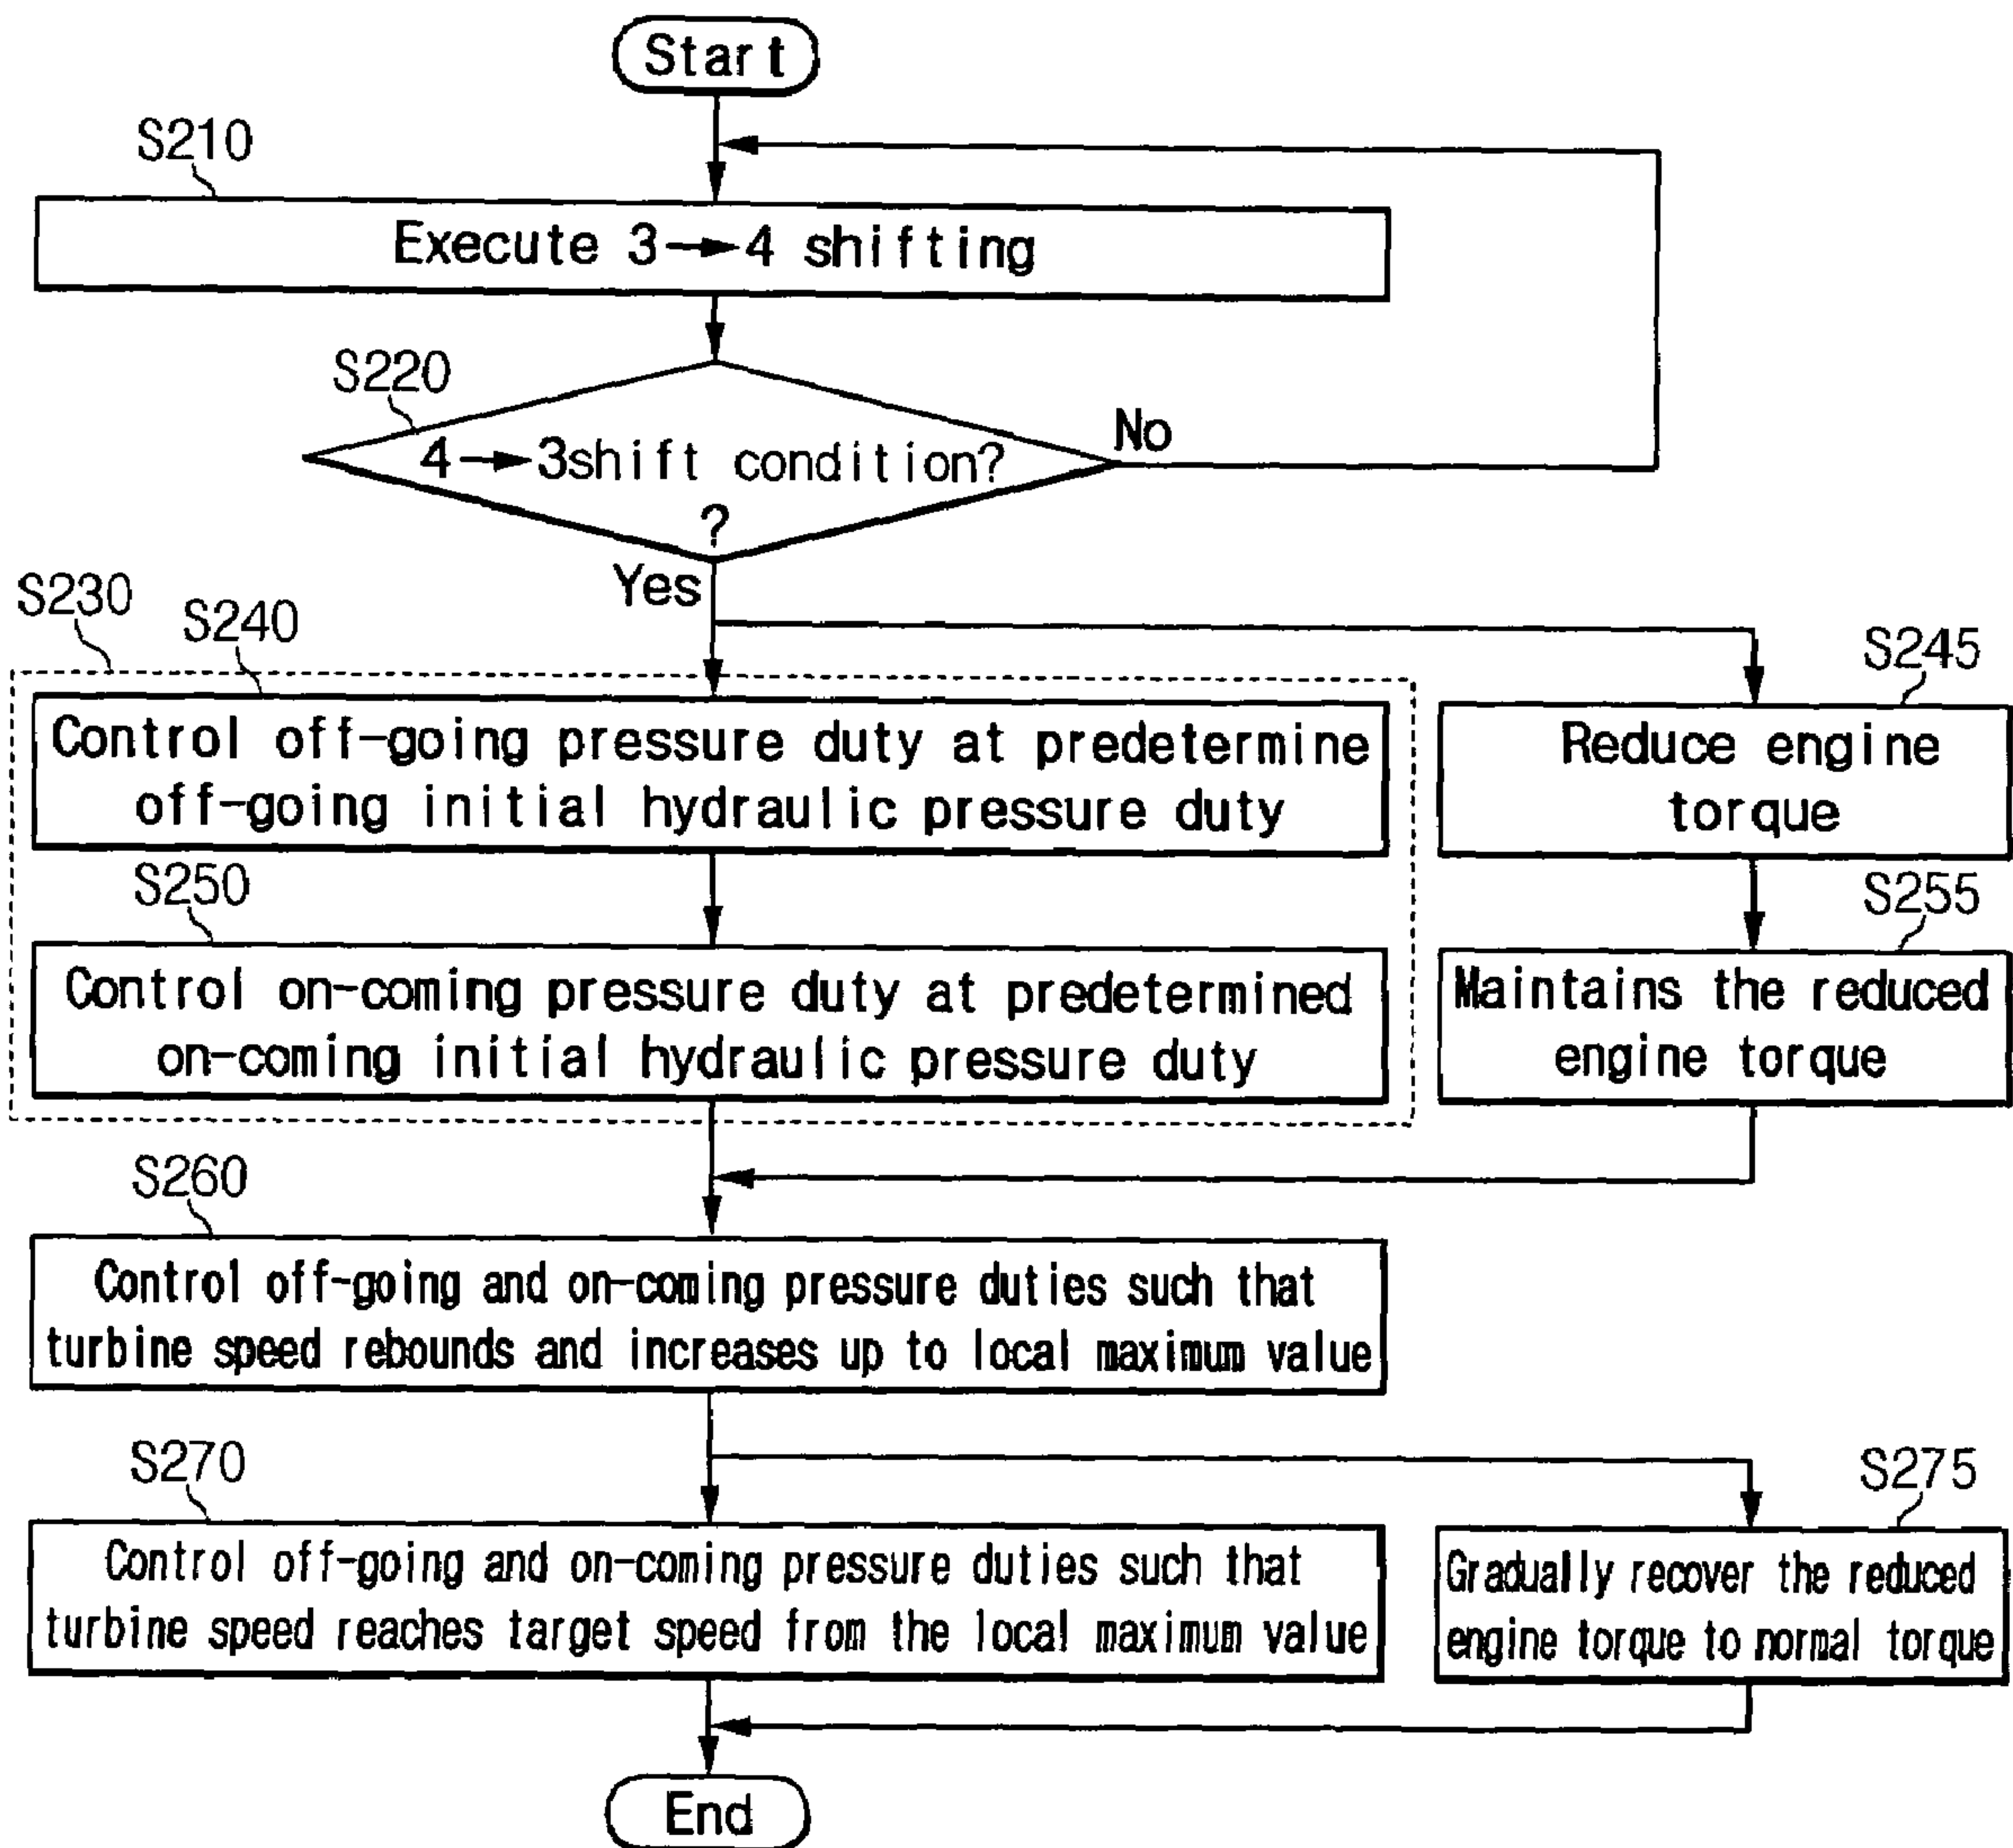 Start
S210
Execute 3→4 shifting
S220
4→3shift condition?
?
No
Yes
S230
S240
Control off-going pressure duty at predetermine
off-going initial hydraulic pressure duty
S245
Reduce engine
torque
S250
Control on-coming pressure duty at predetermined
on-coming initial hydraulic pressure duty
S255
Maintains the reduced
engine torque
S260
Control off-going and on-coming pressure duties such that
turbine speed rebounds and increases up to local maximum value
S270
Control off-going and on-coming pressure duties such that
turbine speed reaches target speed from the local maximum value
S275
Gradually recover the reduced
engine torque to normal torque
End